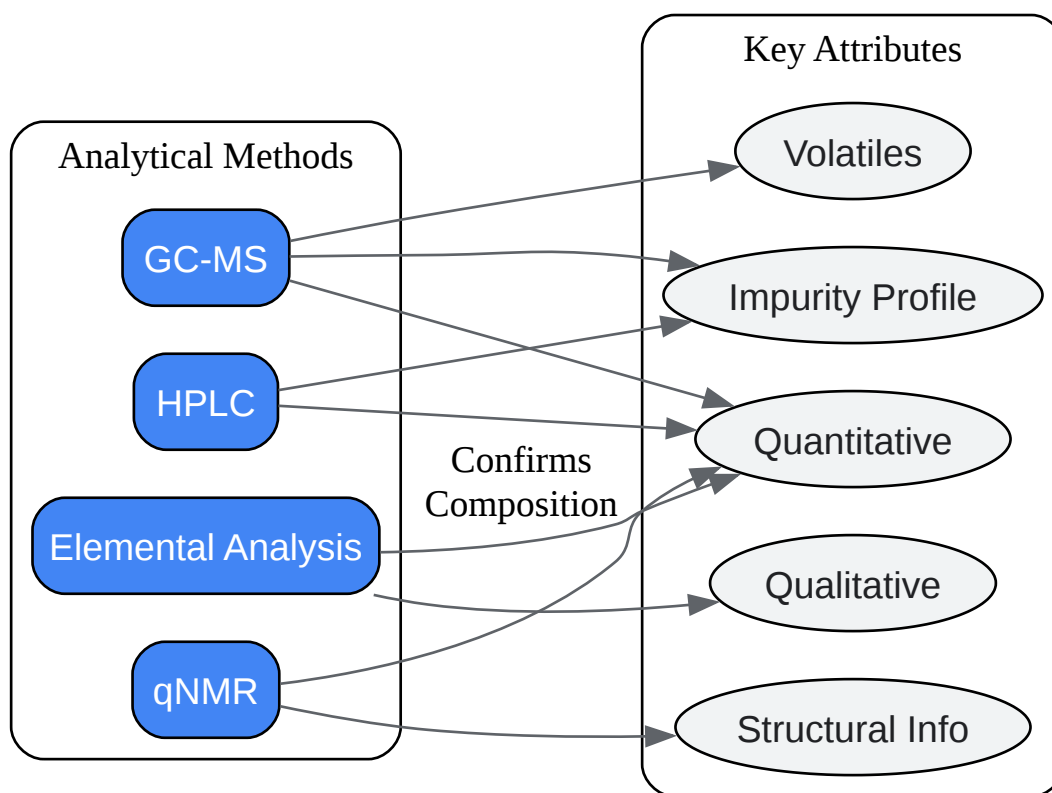 Key Attributes
Analytical Methods
Volatiles
GC-MS
Impurity Profile
HPLC
Quantitative
Confirms
Composition
Elemental Analysis
Qualitative
qNMR
Structural Info